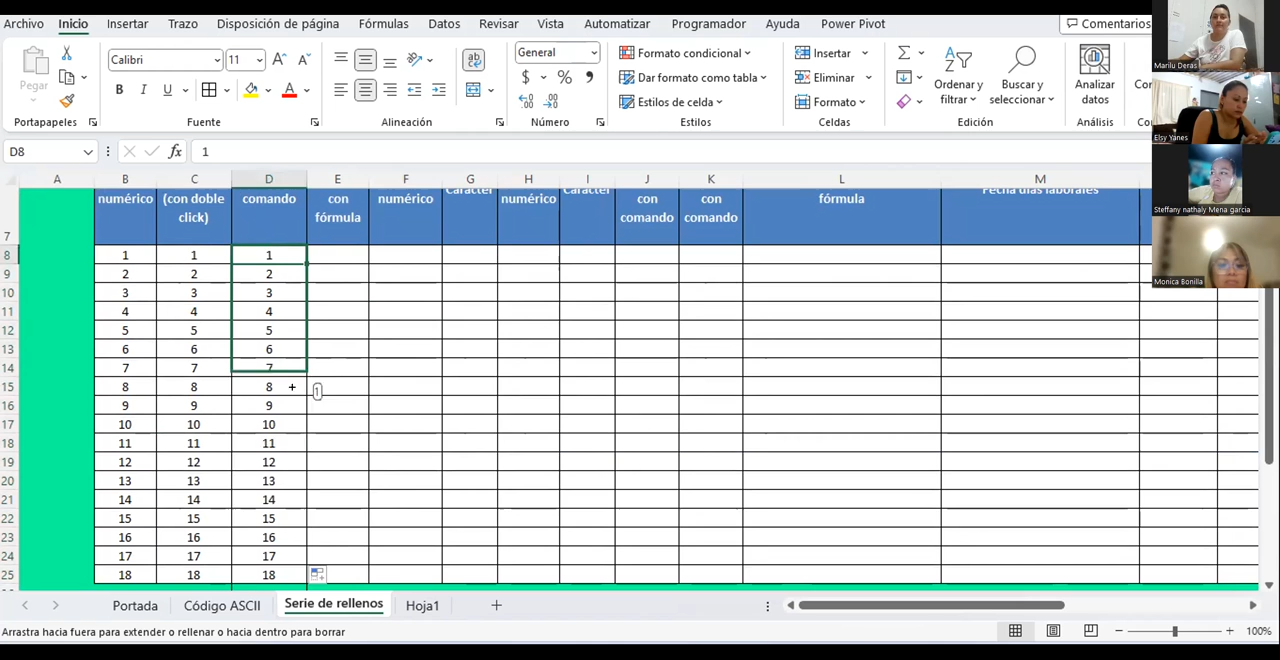 Archivo Inicio Insertar Trazo Disposición de página Fórmulas Datos Revisar Vista Automatizar Programador Ayuda Power Pivot Comentarios
Pegar
Portapapeles
Calibri 11
N K S
Fuente
Alineación
General
$ % 9
Número
Formato condicional
Dar formato como tabla
Estilos de celda
Estilos
Insertar
Eliminar
Formato
Celdas
Ordenar y
filtrar
Buscar y
seleccionar
Edición
Analizar
datos
Análisis
Marilu Deras
Elsy Yanes
Steffany nathaly Mena garcia
Monica Bonilla
D8 fx 1
A B C D E F G H I J K L M
7 numérico (con doble click) comando con fórmula numérico Caracter numérico Caracter con comando con comando fórmula Fecha días laborales
8 1 1 1
9 2 2 2
10 3 3 3
11 4 4 4
12 5 5 5
13 6 6 6
14 7 7 7
15 8 8 8 1
16 9 9 9
17 10 10 10
18 11 11 11
19 12 12 12
20 13 13 13
21 14 14 14
22 15 15 15
23 16 16 16
24 17 17 17
25 18 18 18
Portada Código ASCII Serie de rellenos Hoja1
Arrastra hacia fuera para extender o rellenar o hacia dentro para borrar
100%